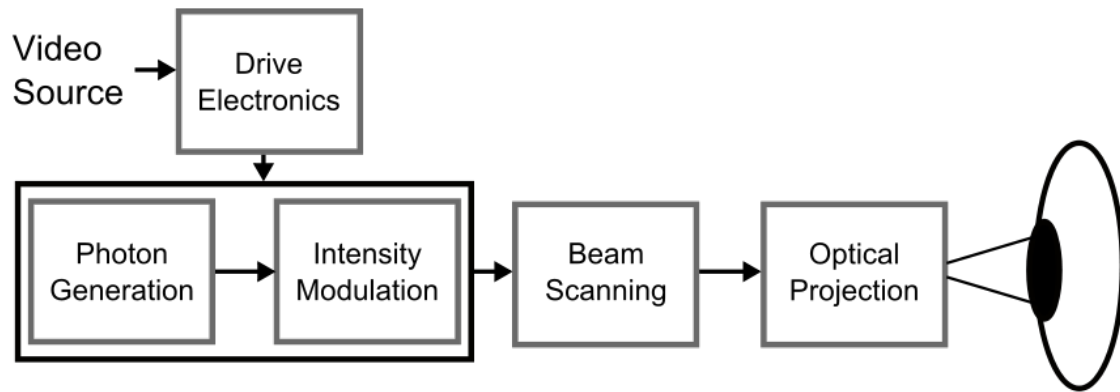 Video
Source
Drive
Electronics
Photon
Generation
Intensity
Modulation
Beam
Scanning
Optical
Projection